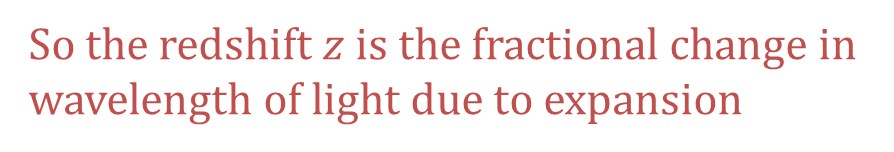 So the redshift z is the fractional change in
wavelength of light due to expansion